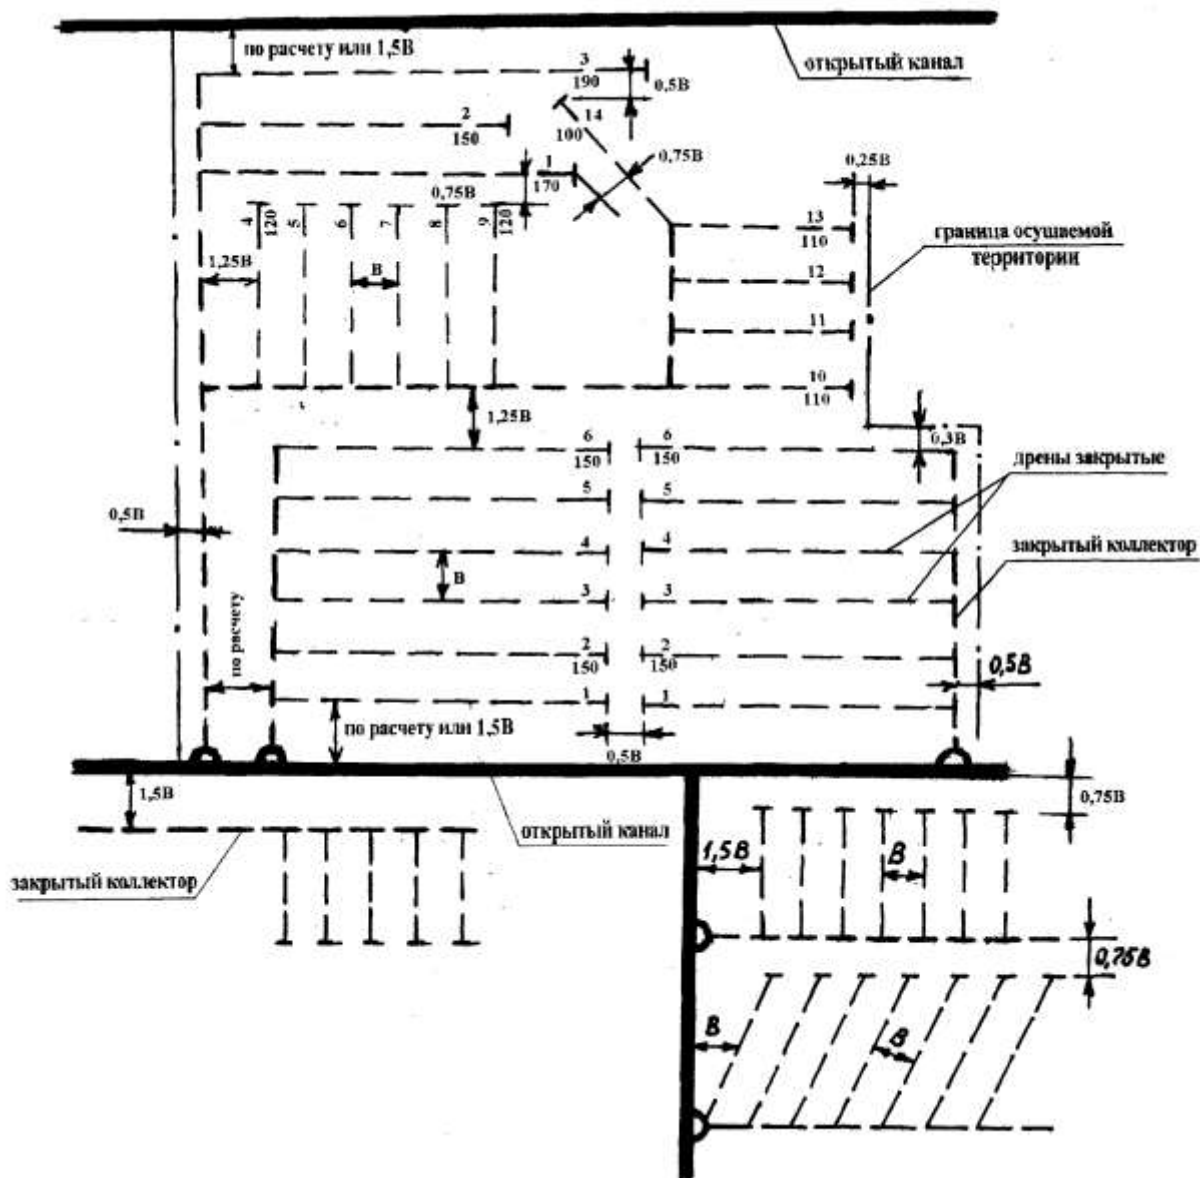 по расчету или 1,5В
открытый канал
3
190
0,5В
14
100
2
150
0,75В
0,25В
1
170
0,75В
4
120
5
6
7
8
9
120
13
110
граница осушаемой
территории
1,25В
В
12
11
10
110
1,25В
0,3В
6
150
6
150
дрены закрытые
5
5
0,5В
4
4
закрытый коллектор
В
3
3
по расчету
2
150
2
150
0,5В
1
1
по расчету или 1,5В
0,5В
1,5В
0,75В
открытый канал
1,5В
В
закрытый коллектор
0,75В
В
В